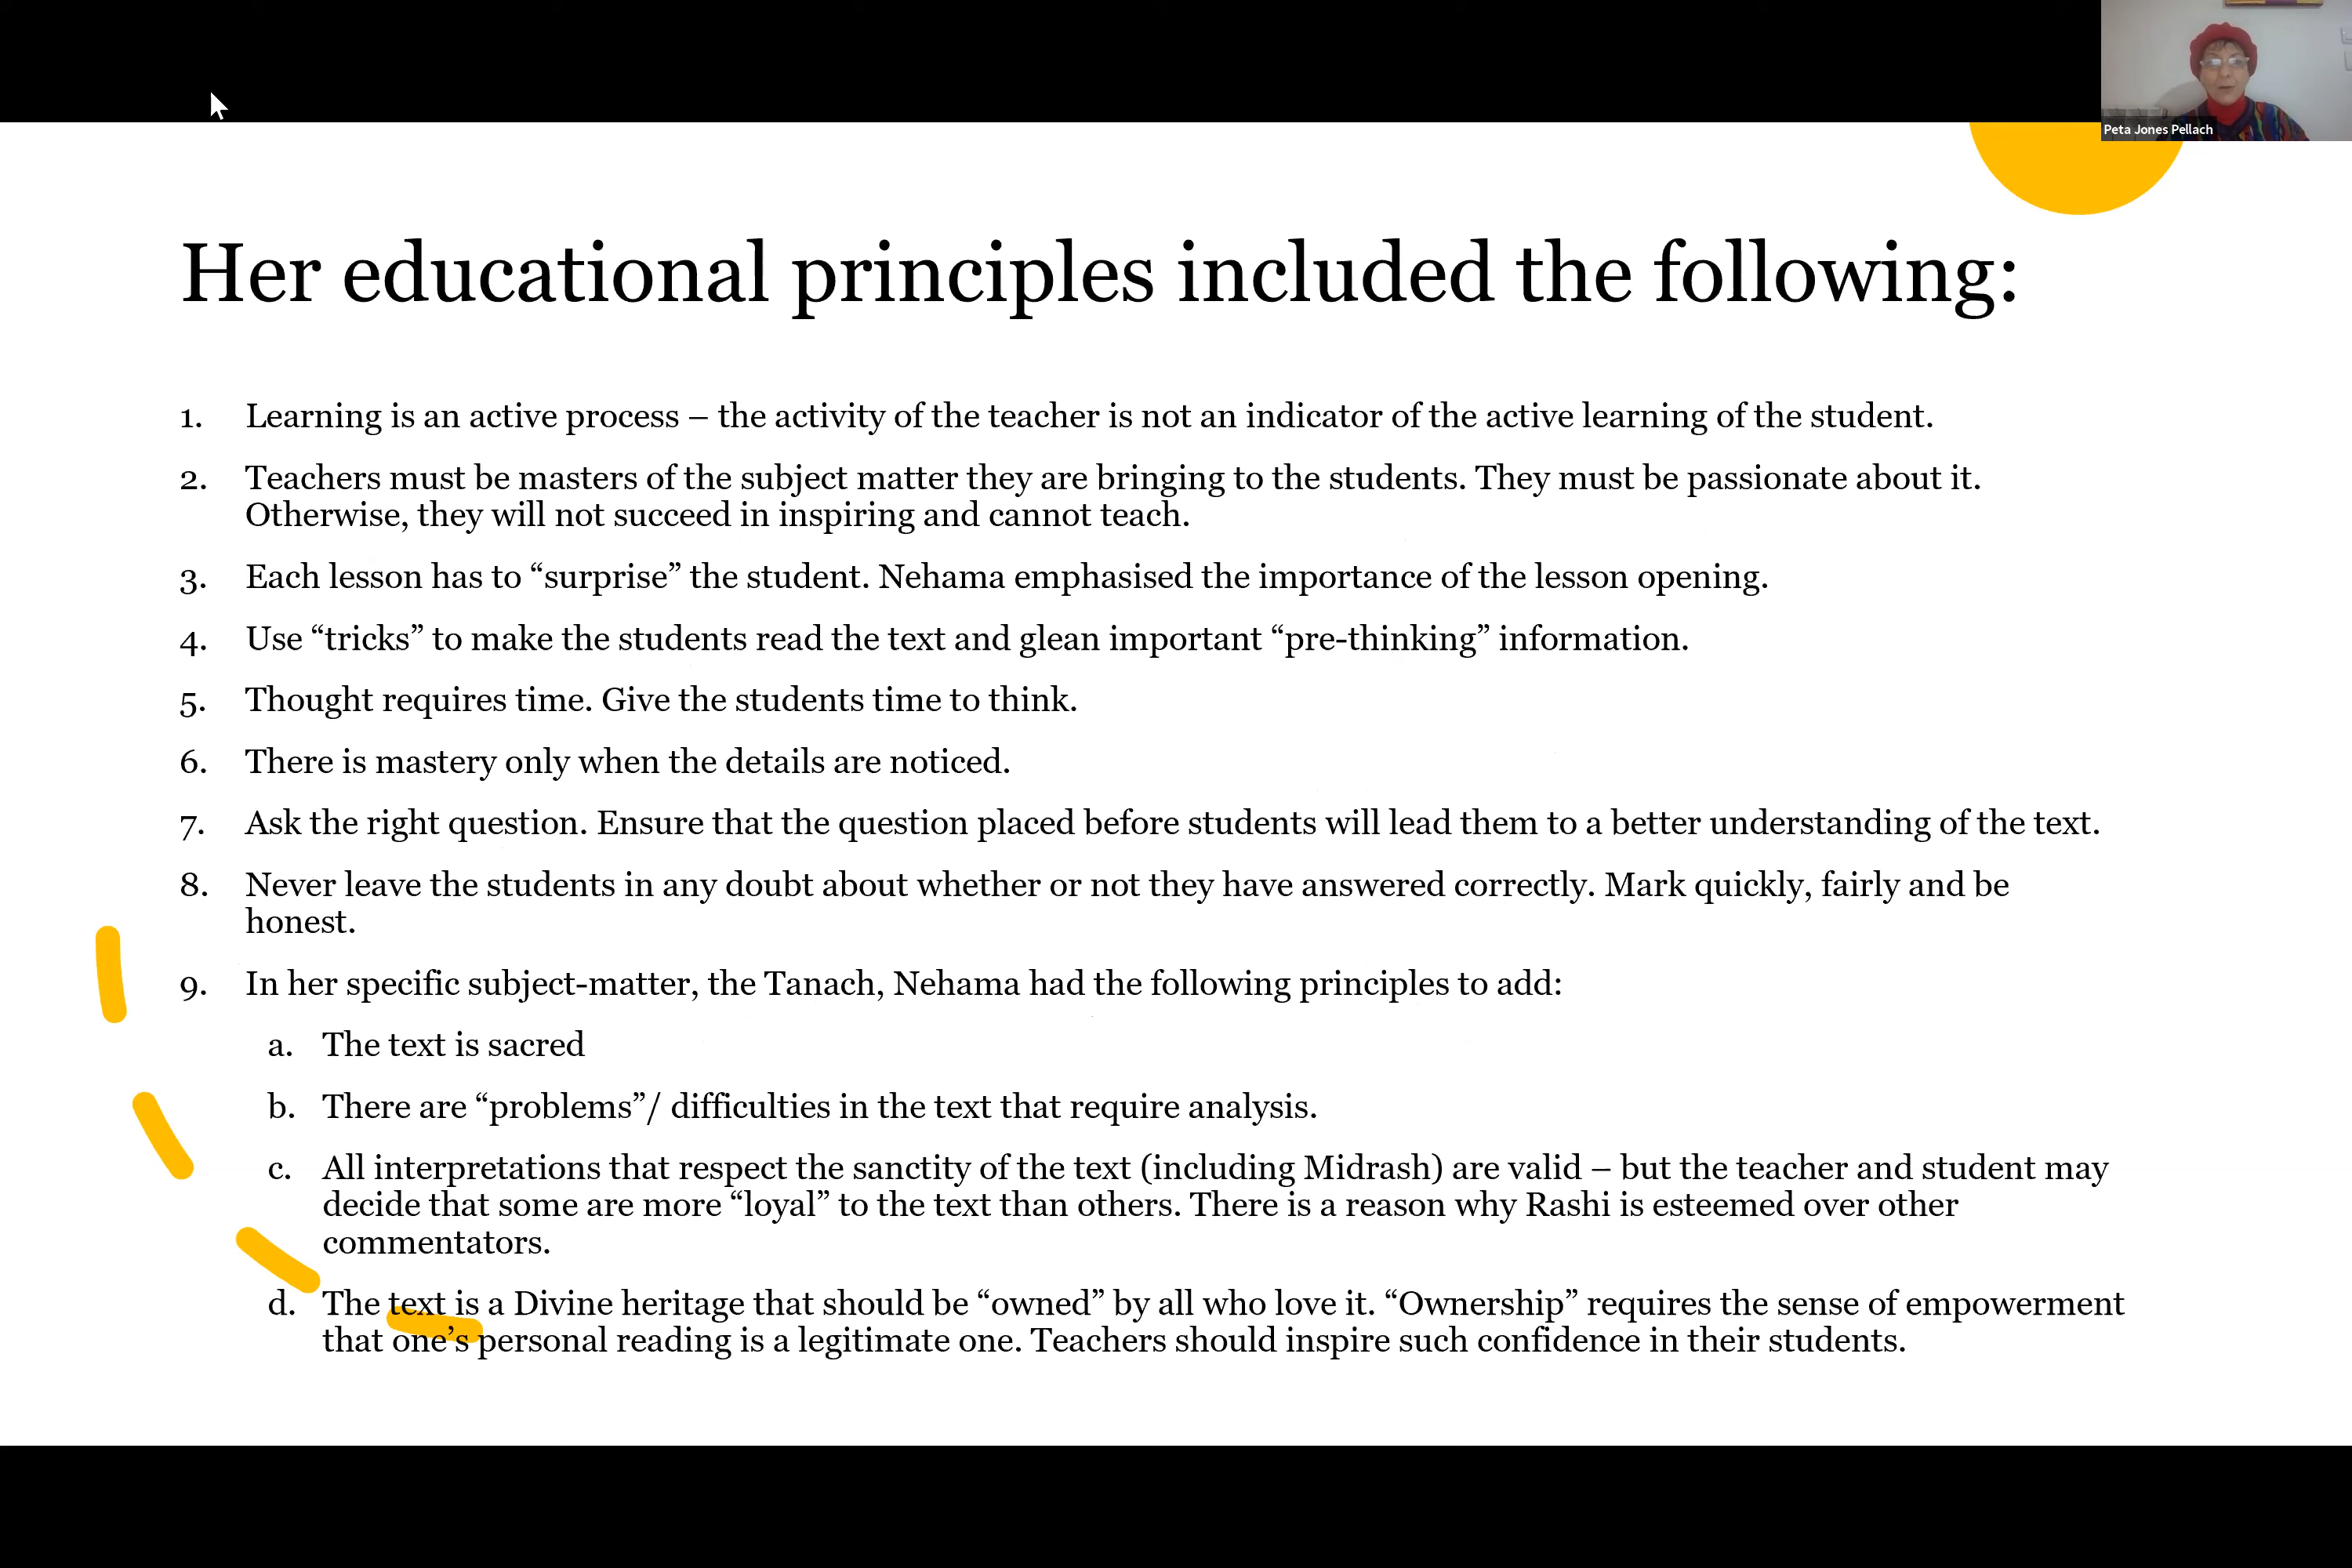 Peta Jones Pellach
Her educational principles included the following:
1. Learning is an active process – the activity of the teacher is not an indicator of the active learning of the student.
2. Teachers must be masters of the subject matter they are bringing to the students. They must be passionate about it.
Otherwise, they will not succeed in inspiring and cannot teach.
3. Each lesson has to “surprise” the student. Nehama emphasised the importance of the lesson opening.
4. Use “tricks” to make the students read the text and glean important “pre-thinking” information.
5. Thought requires time. Give the students time to think.
6. There is mastery only when the details are noticed.
7. Ask the right question. Ensure that the question placed before students will lead them to a better understanding of the text.
8. Never leave the students in any doubt about whether or not they have answered correctly. Mark quickly, fairly and be
honest.
9. In her specific subject-matter, the Tanach, Nehama had the following principles to add:
a. The text is sacred
b. There are “problems”/ difficulties in the text that require analysis.
c. All interpretations that respect the sanctity of the text (including Midrash) are valid – but the teacher and student may
decide that some are more “loyal” to the text than others. There is a reason why Rashi is esteemed over other
commentators.
d. The text is a Divine heritage that should be “owned” by all who love it. “Ownership” requires the sense of empowerment
that one’s personal reading is a legitimate one. Teachers should inspire such confidence in their students.